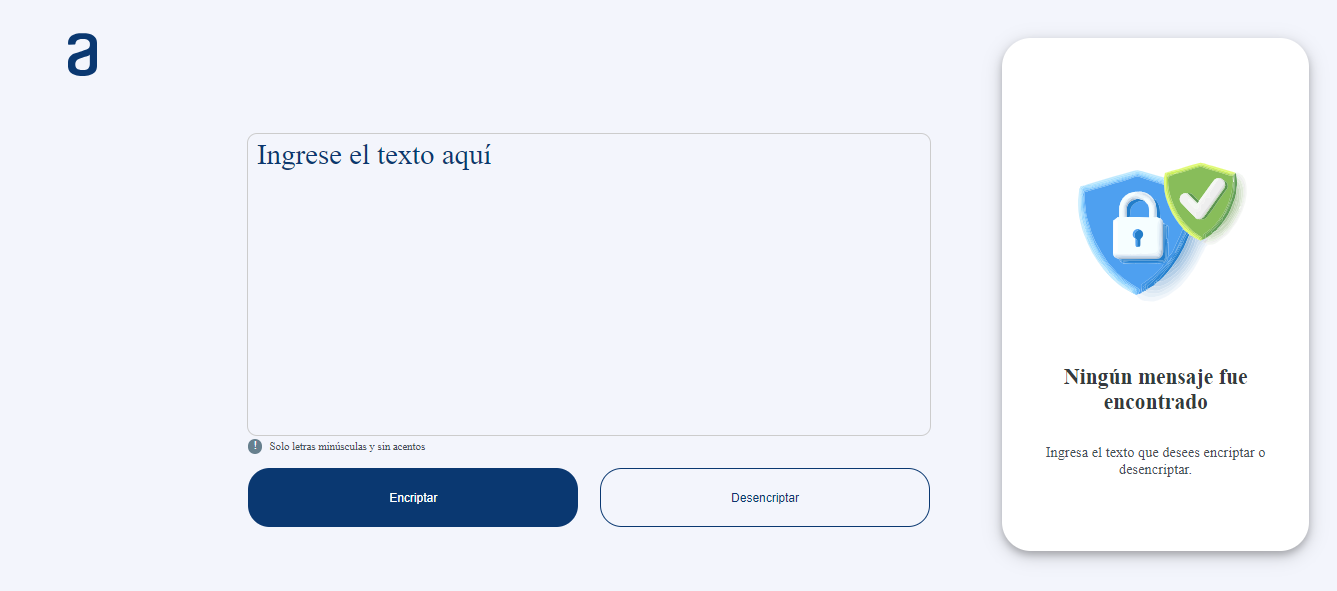 a
Ingrese el texto aquí
! Solo letras minúsculas y sin acentos
Encriptar
Desencriptar
Ningún mensaje fue
encontrado
Ingresa el texto que desees encriptar o
desencriptar.